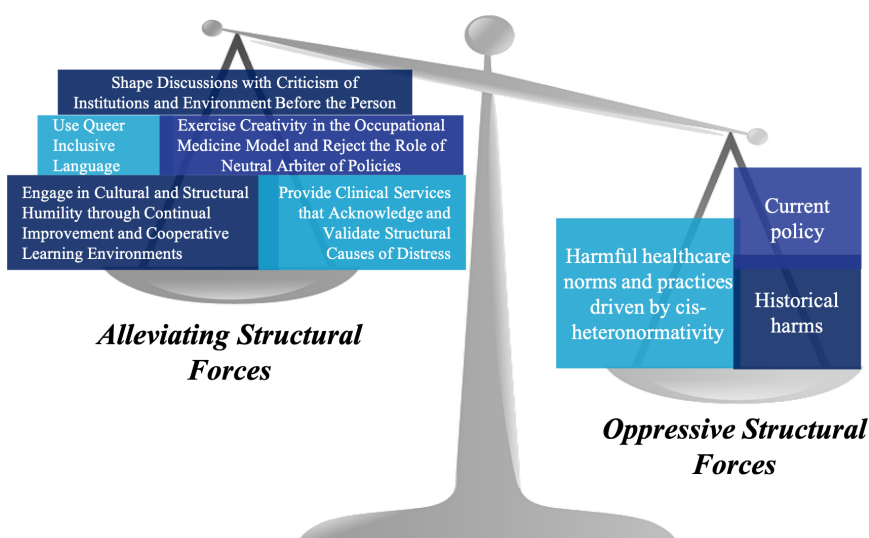 Shape Discussions with Criticism of
Institutions and Environment Before the Person
Use Queer
Inclusive
Language
Exercise Creativity in the Occupational
Medicine Model and Reject the Role of
Neutral Arbiter of Policies
Engage in Cultural and Structural
Humility through Continual
Improvement and Cooperative
Learning Environments
Provide Clinical Services
that Acknowledge and
Validate Structural
Causes of Distress
Alleviating Structural
Forces
Current
policy
Harmful healthcare
norms and practices
driven by cis-
heteronormativity
Historical
harms
Oppressive Structural
Forces